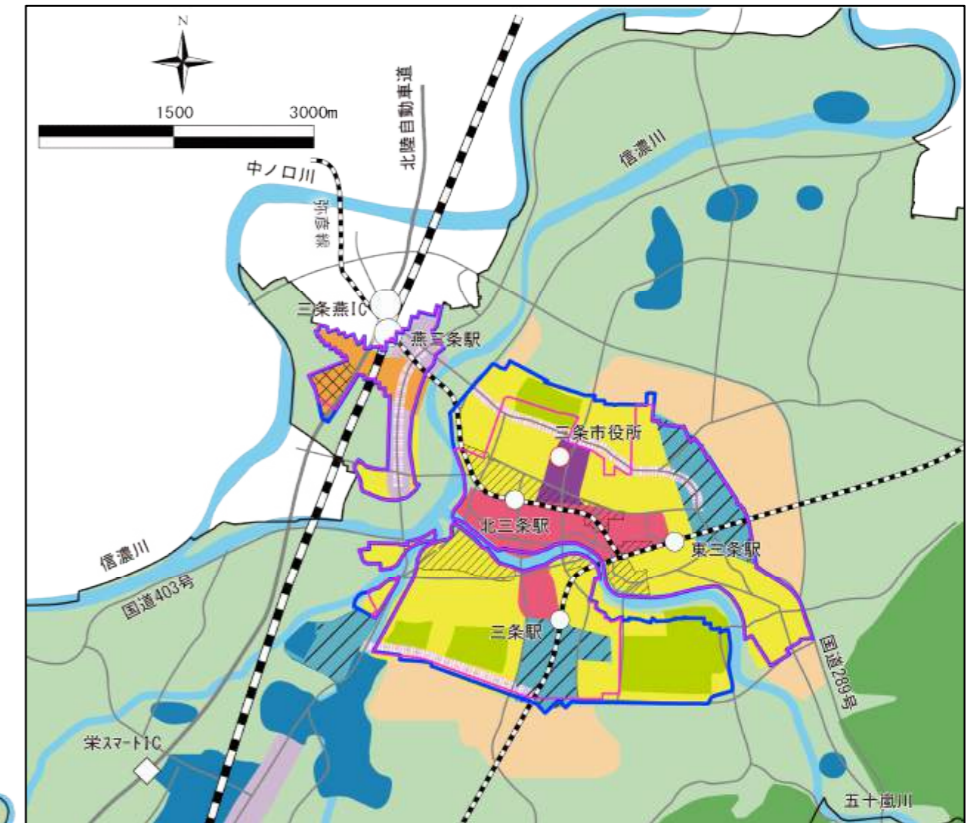 N
1500
3000m
北陸自動車道
中ノ口川
信濃川
弥彦線
三条燕IC
燕三条駅
三条市役所
北三条駅
東三条駅
信濃川
国道403号
三条駅
国道289号
栄スマートIC
五十嵐川